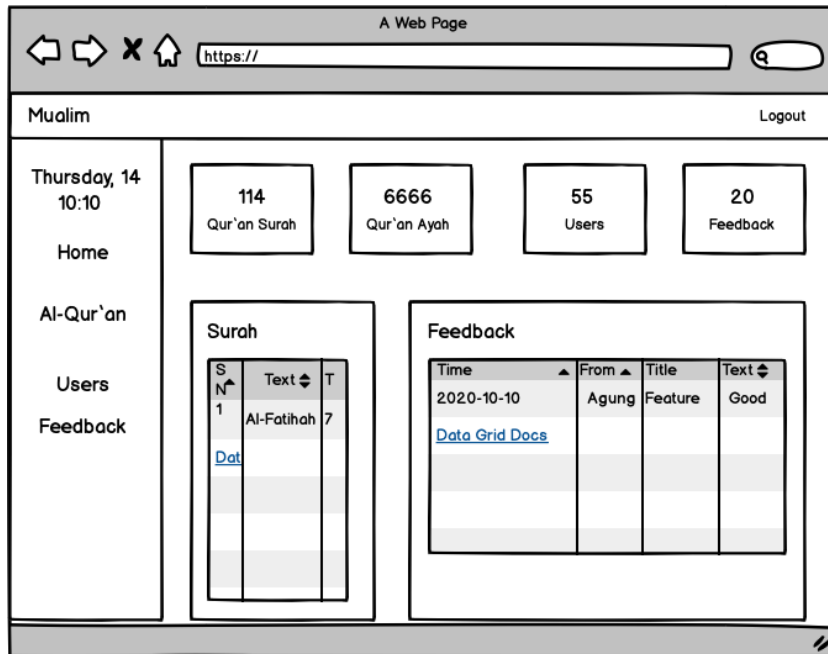 A Web Page
https://
Mualim
Logout
Thursday, 14
10:10
Home
Al-Qur`an
Users
Feedback
114
Qur`an Surah
6666
Qur`an Ayah
55
Users
20
Feedback
Surah
SN Text T
1 Al-Fatihah 7
Dat
Feedback
Time From Title Text
2020-10-10 Agung Feature Good
Data Grid Docs